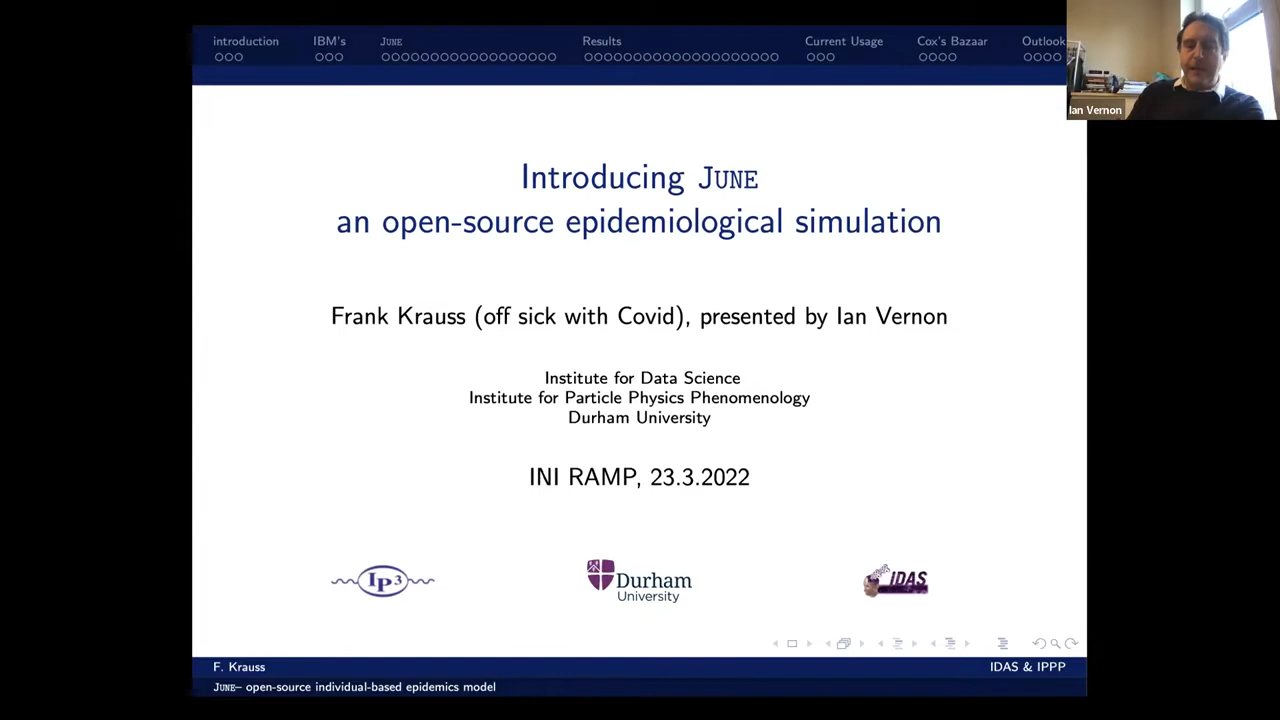 introduction
IBM's
JUNE
Results
Current Usage
Cox's Bazaar
Outlook
Ian Vernon
Introducing JUNE
an open-source epidemiological simulation
Frank Krauss (off sick with Covid), presented by Ian Vernon
Institute for Data Science
Institute for Particle Physics Phenomenology
Durham University
INI RAMP, 23.3.2022
IP3
Durham
University
IDAS
F. Krauss
IDAS & IPPP
JUNE– open-source individual-based epidemics model